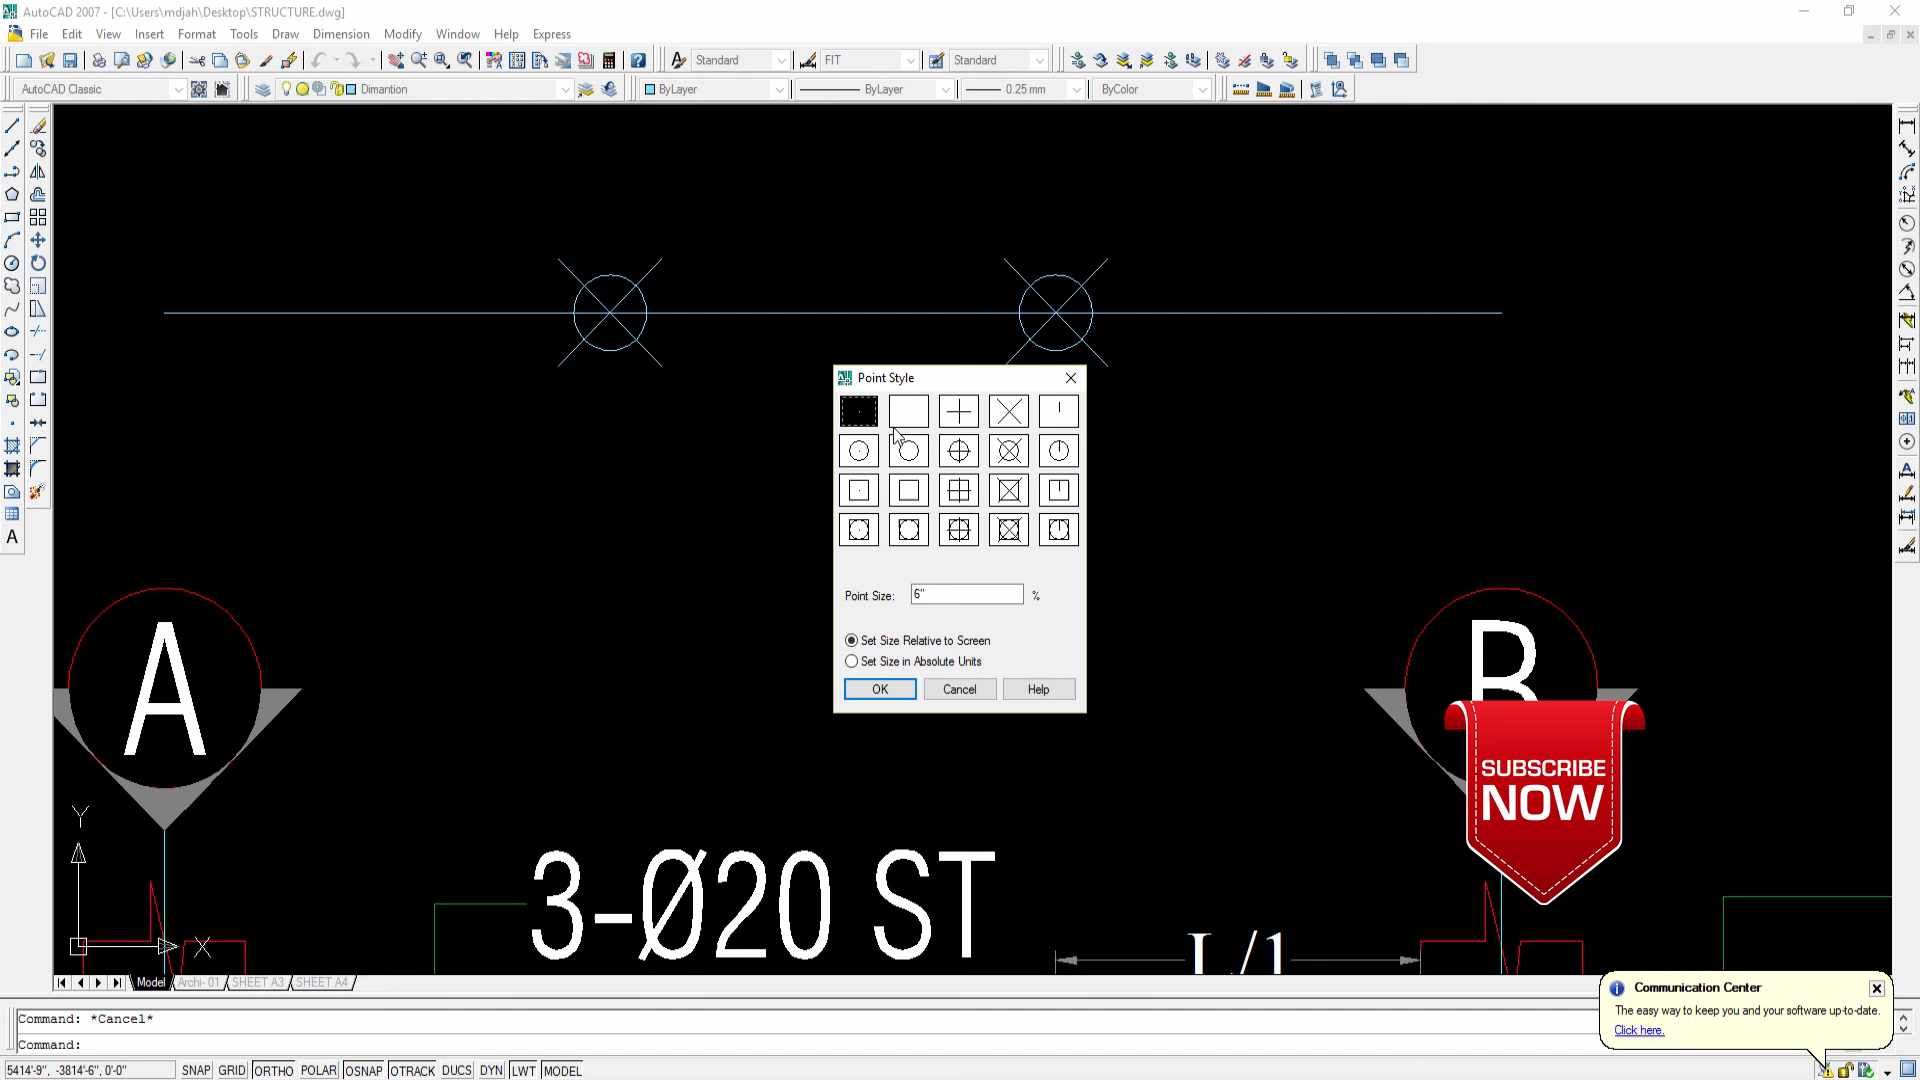 AutoCAD 2007 - [C:\Users\mdjah\Desktop\STRUCTURE.dwg]
File Edit View Insert Format Tools Draw Dimension Modify Window Help Express
Standard FIT Standard
AutoCAD Classic Dimantion ByLayer ByLayer 0.25 mm ByColor
Point Style
Point Size: 6" %
Set Size Relative to Screen
Set Size in Absolute Units
OK Cancel Help
A
B
SUBSCRIBE
NOW
3-Ø20 ST
L/1
Y
X
A
Model Archi- 01 SHEET A3 SHEET A4
Communication Center
The easy way to keep you and your software up-to-date.
Click here.
Command: *Cancel*
Command:
5414'-9", -3814'-6", 0'-0" SNAP GRID ORTHO POLAR OSNAP OTRACK DUCS DYN LWT MODEL